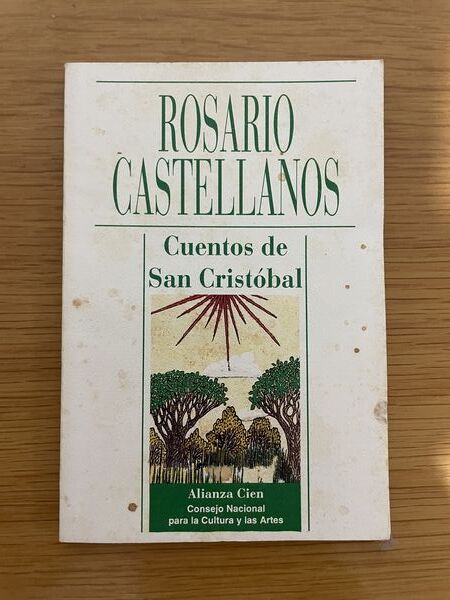 ROSARIO
CASTELLANOS
Cuentos de
San Cristóbal
Alianza Cien
Consejo Nacional
para la Cultura y las Artes